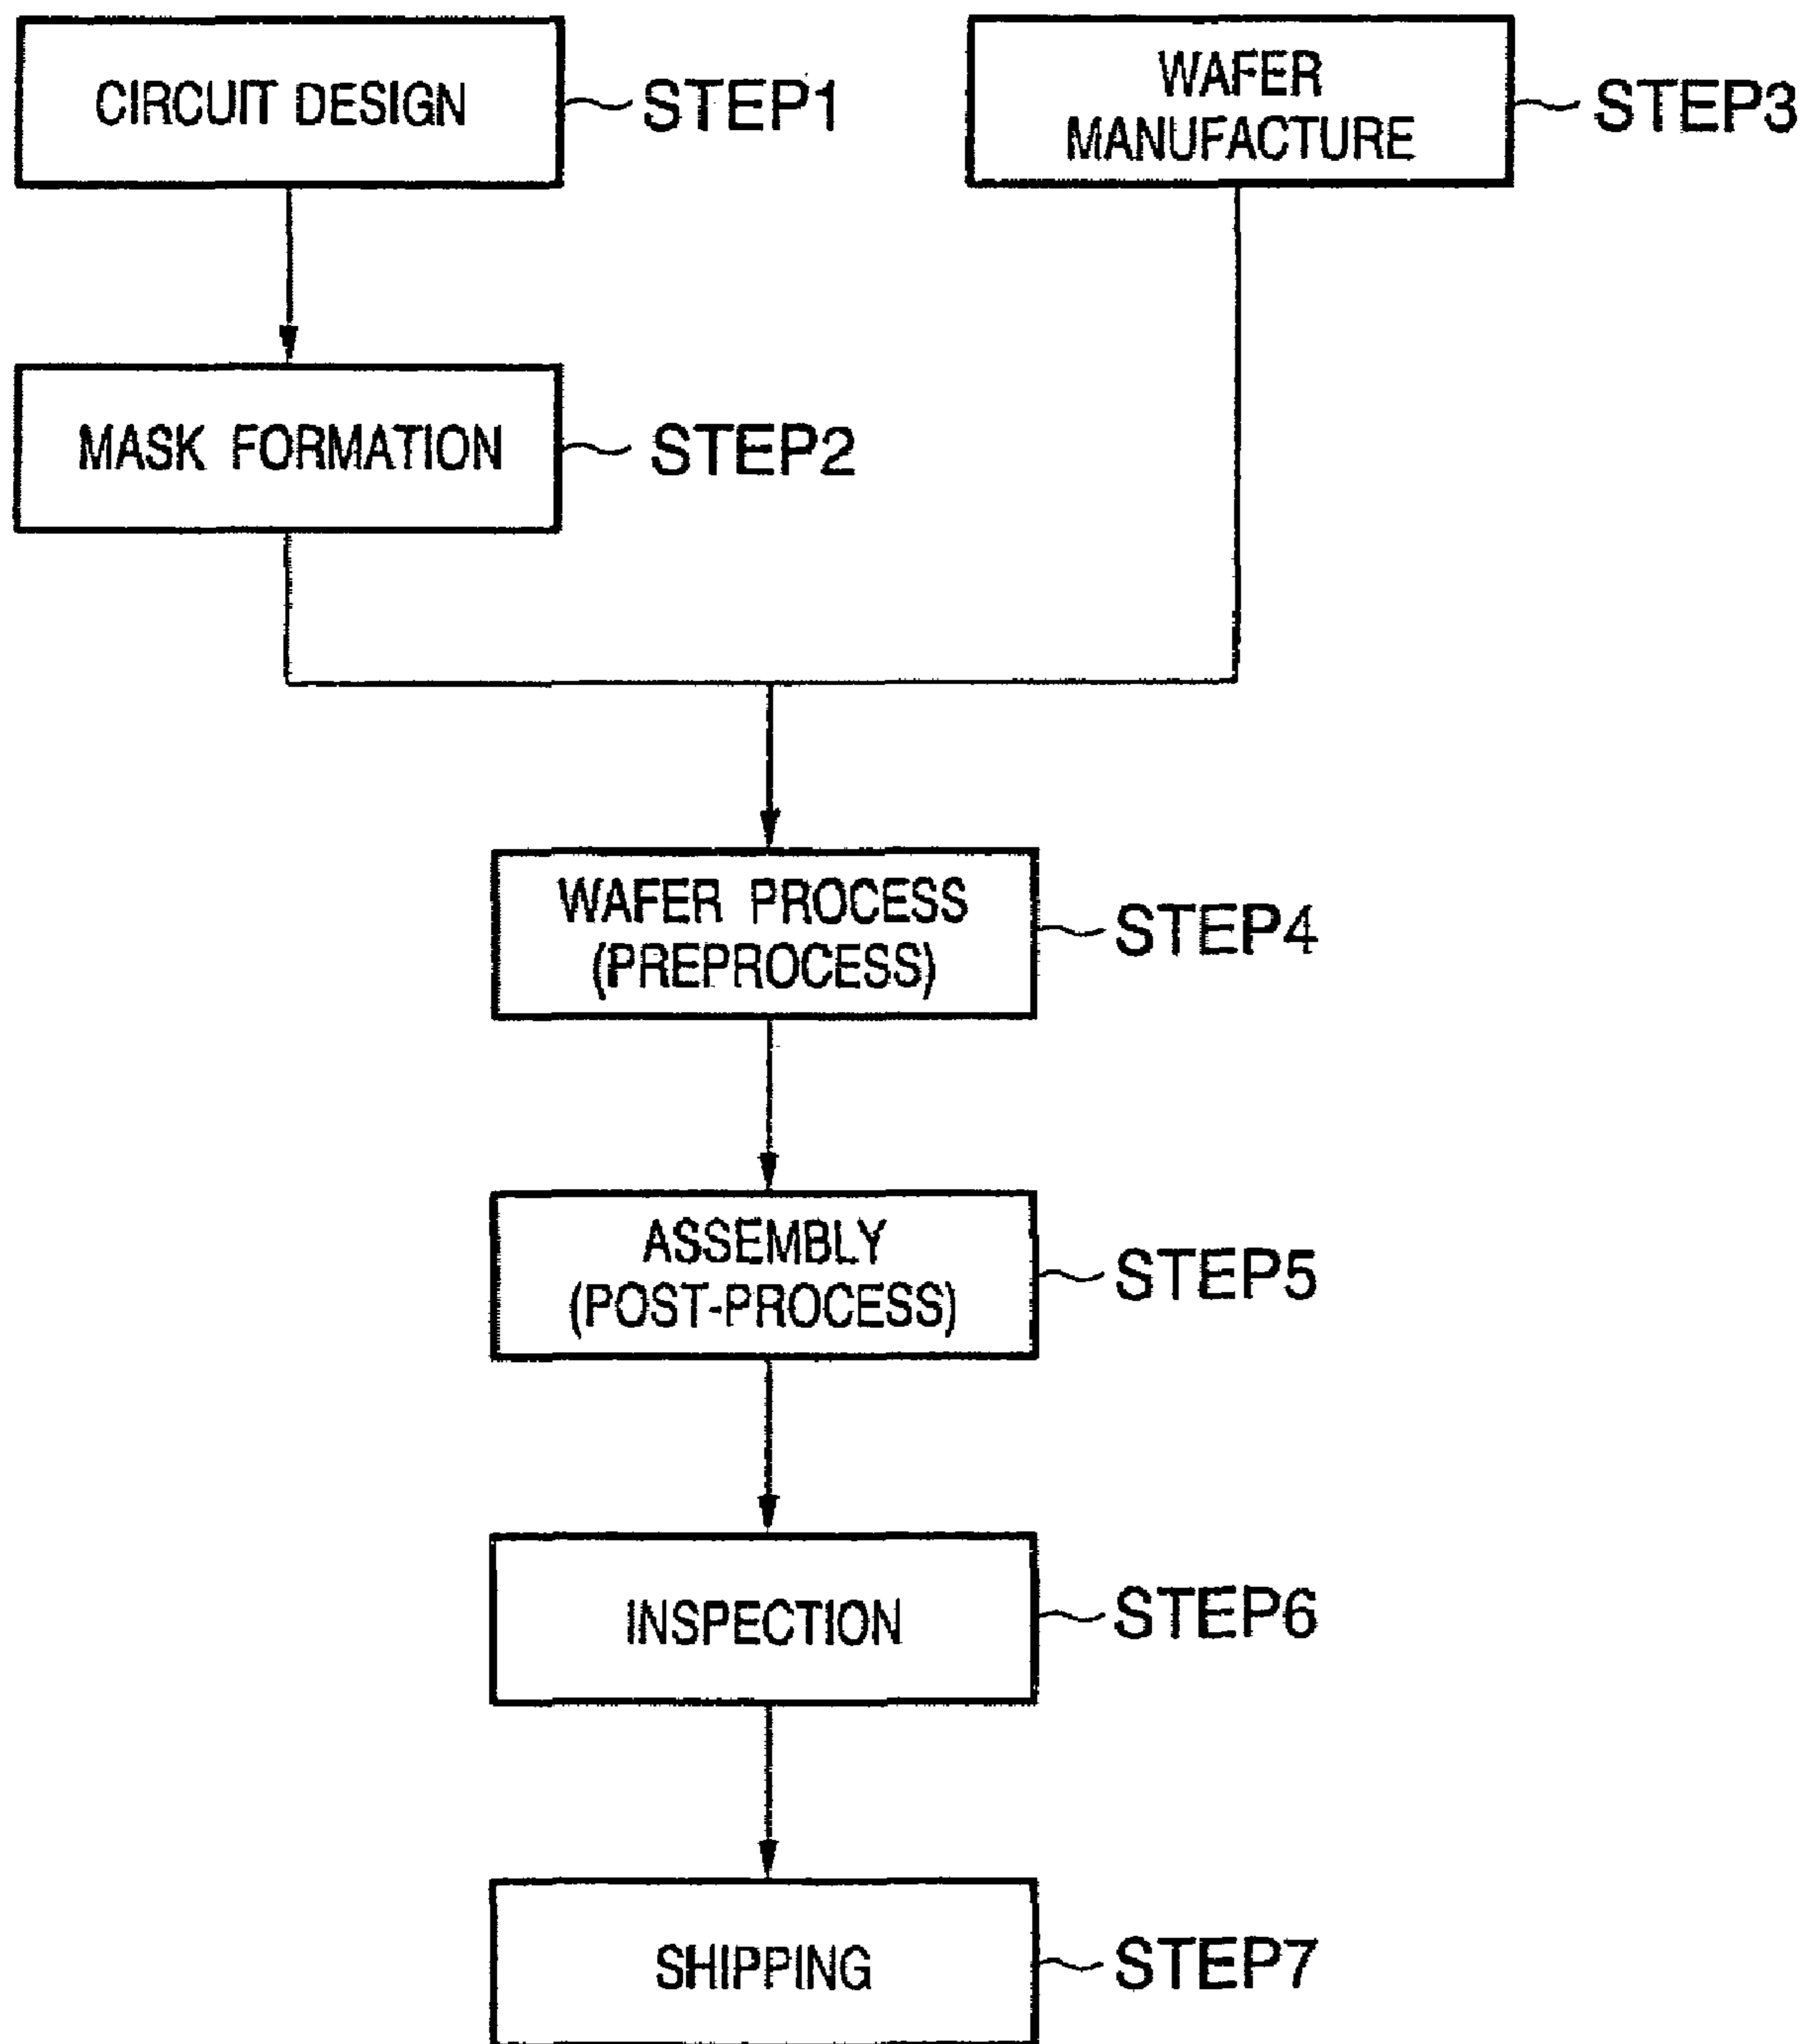 CIRCUIT DESIGN
STEP1
WAFER
MANUFACTURE
STEP3
MASK FORMATION
STEP2
WAFER PROCESS
(PREPROCESS)
STEP4
ASSEMBLY
(POST-PROCESS)
STEP5
INSPECTION
STEP6
SHIPPING
STEP7